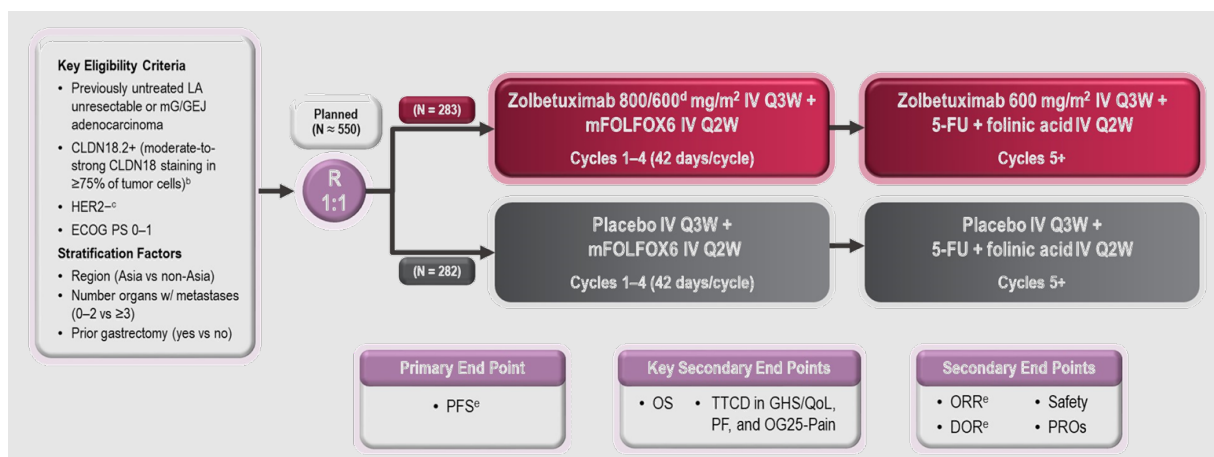 Key Eligibility Criteria
• Previously untreated LA
unresectable or mG/GEJ
adenocarcinoma
• CLDN18.2+ (moderate-to-
strong CLDN18 staining in
≥75% of tumor cells)ᵇ
• HER2−ᶜ
• ECOG PS 0–1
Stratification Factors
• Region (Asia vs non-Asia)
• Number organs w/ metastases
(0–2 vs ≥3)
• Prior gastrectomy (yes vs no)
Planned
(N ≈ 550)
R
1:1
(N = 283)
Zolbetuximab 800/600ᵈ mg/m² IV Q3W +
mFOLFOX6 IV Q2W
Cycles 1–4 (42 days/cycle)
Zolbetuximab 600 mg/m² IV Q3W +
5-FU + folinic acid IV Q2W
Cycles 5+
(N = 282)
Placebo IV Q3W +
mFOLFOX6 IV Q2W
Cycles 1–4 (42 days/cycle)
Placebo IV Q3W +
5-FU + folinic acid IV Q2W
Cycles 5+
Primary End Point
• PFSᵉ
Key Secondary End Points
• OS • TTCD in GHS/QoL,
PF, and OG25-Pain
Secondary End Points
• ORRᵉ • Safety
• DORᵉ • PROs